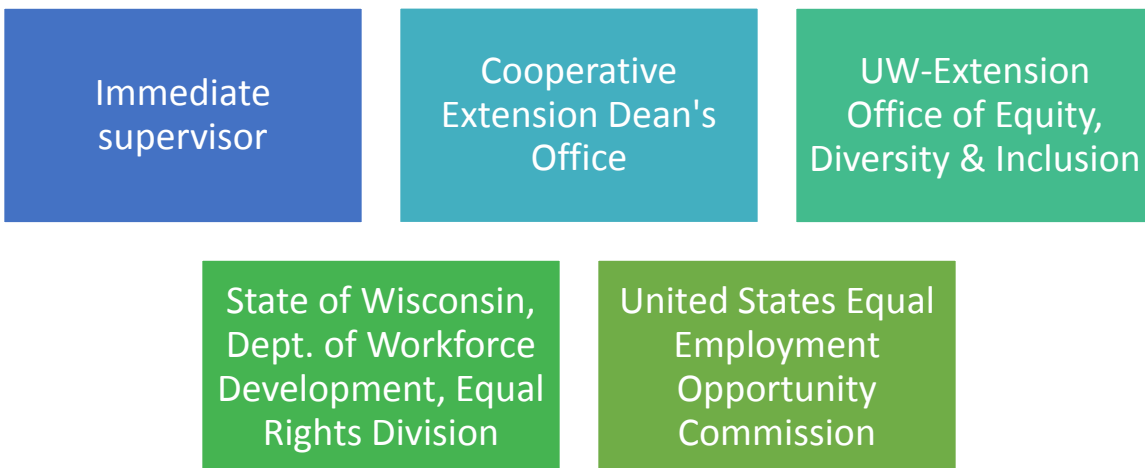 Immediate
supervisor
Cooperative
Extension Dean's
Office
UW-Extension
Office of Equity,
Diversity & Inclusion
State of Wisconsin,
Dept. of Workforce
Development, Equal
Rights Division
United States Equal
Employment
Opportunity
Commission